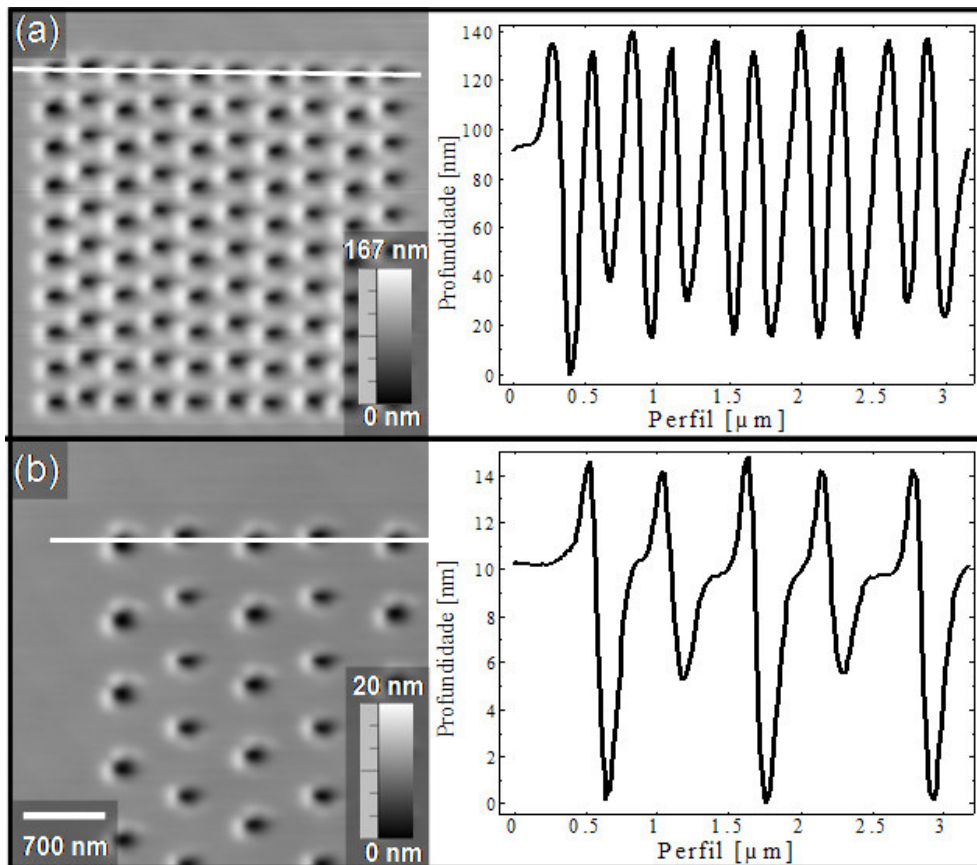 (a)
167 nm
0 nm
Profundidade [nm]
140
120
100
80
60
40
20
0
0 0.5 1 1.5 2 2.5 3
Perfil [µm]
(b)
20 nm
0 nm
700 nm
Profundidade [nm]
14
12
10
8
6
4
2
0
0 0.5 1 1.5 2 2.5 3
Perfil [µm]